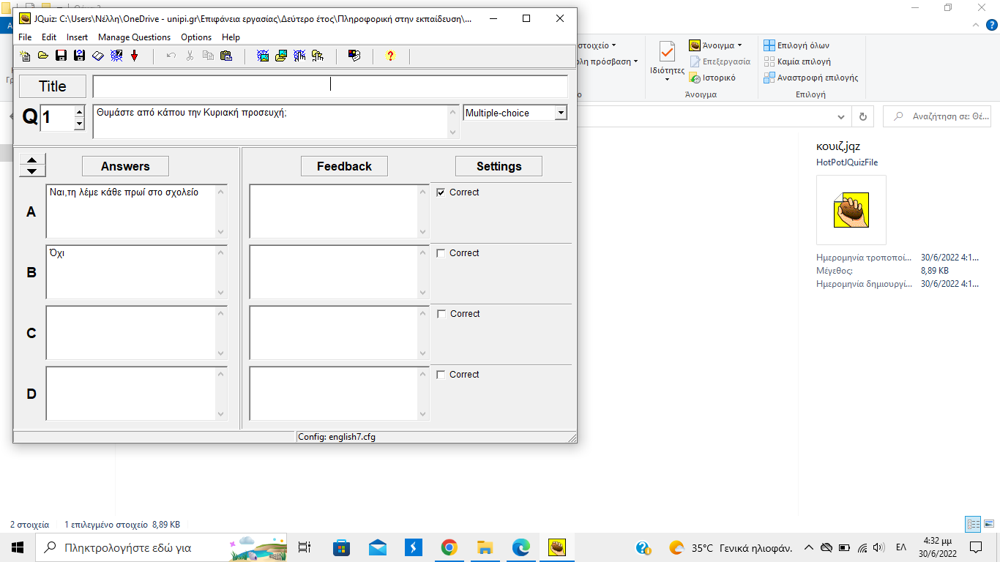 JQuiz: C:\Users\Νέλλη\OneDrive - unipi.gr\Επιφάνεια εργασίας\Δεύτερο έτος\Πληροφορική στην εκπαίδευση\...
File Edit Insert Manage Questions Options Help
Title
Q 1
Θυμάστε από κάπου την Κυριακή προσευχή;
Multiple-choice
Answers Feedback Settings
A
Ναι,τη λέμε κάθε πρωί στο σχολείο
Correct
B
Όχι
Correct
C
Correct
D
Correct
Config: english7.cfg
στοιχείο
πρόσβαση
Ιδιότητες
Άνοιγμα
Επεξεργασία
Ιστορικό
Άνοιγμα
Επιλογή όλων
Καμία επιλογή
Αναστροφή επιλογής
Επιλογή
Αναζήτηση σε: Θέ...
κουιζ.jqz
HotPotJQuizFile
Ημερομηνία τροποποί... 30/6/2022 4:1...
Μέγεθος: 8,89 KB
Ημερομηνία δημιουργί... 30/6/2022 4:1...
2 στοιχεία 1 επιλεγμένο στοιχείο 8,89 KB
Πληκτρολογήστε εδώ για
35°C Γενικά ηλιοφάν.
ΕΛ
4:32 μμ
30/6/2022